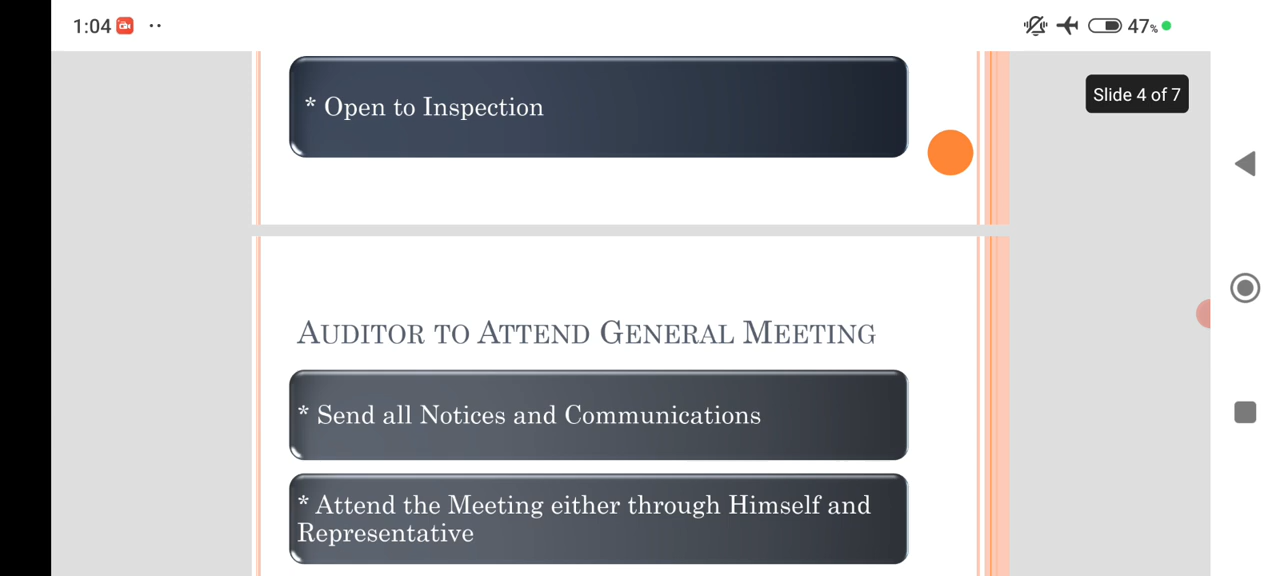 1:04
47%
* Open to Inspection
Slide 4 of 7
AUDITOR TO ATTEND GENERAL MEETING
* Send all Notices and Communications
* Attend the Meeting either through Himself and
Representative